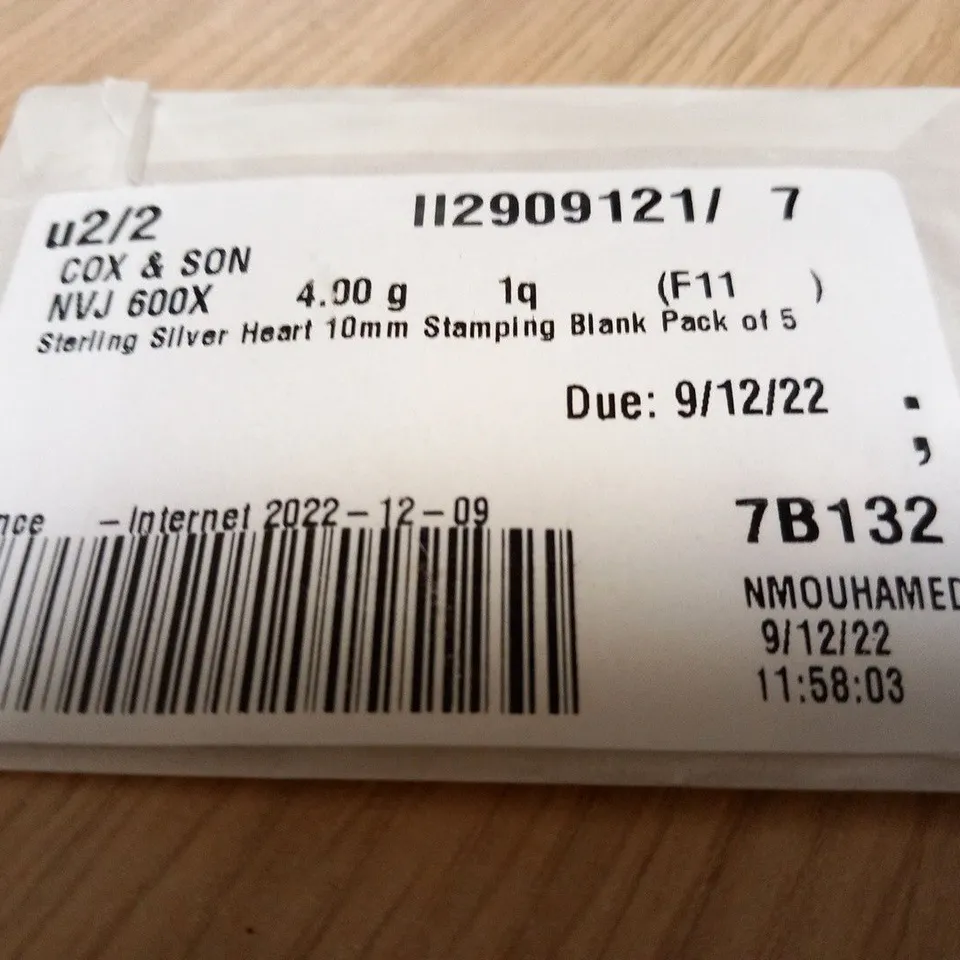 u2/2 II2909121/ 7
COX & SON
NVJ 600X 4.00 g 1q (F11 )
Sterling Silver Heart 10mm Stamping Blank Pack of 5
Due: 9/12/22
nce – Internet 2022–12–09
7B132
NMOUHAMED
9/12/22
11:58:03